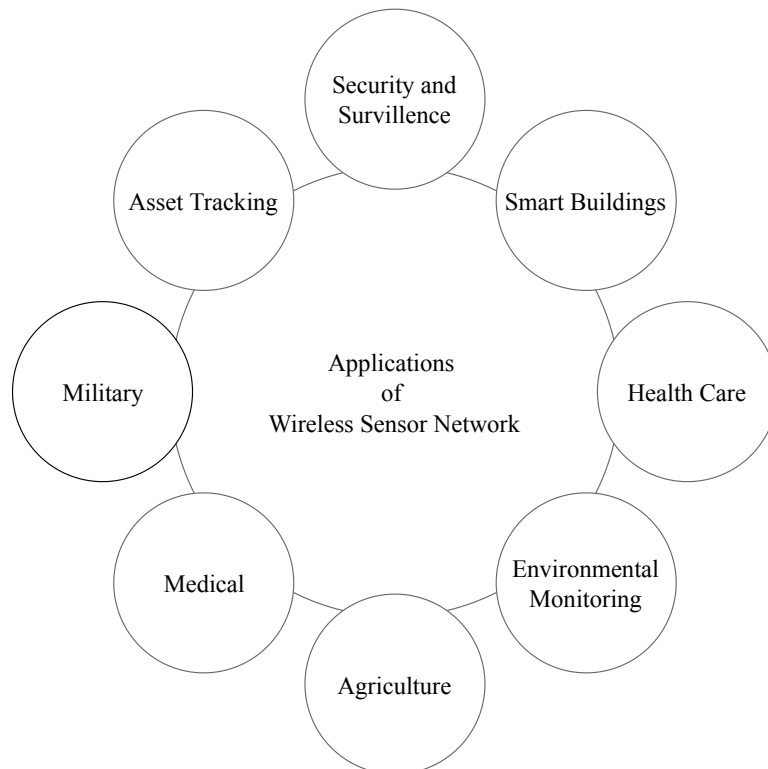 Security and
Survillence
Asset Tracking
Smart Buildings
Military
Applications
of
Wireless Sensor Network
Health Care
Medical
Environmental
Monitoring
Agriculture